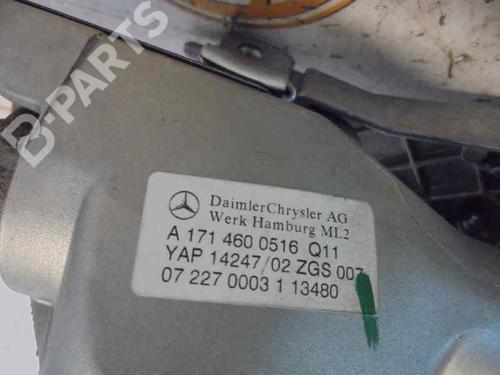 B-PARTS
DaimlerChrysler AG
Werk Hamburg ML2
A 171 460 0516 Q11
YAP 14247/02 ZGS 007
07 227 0003 1 13480